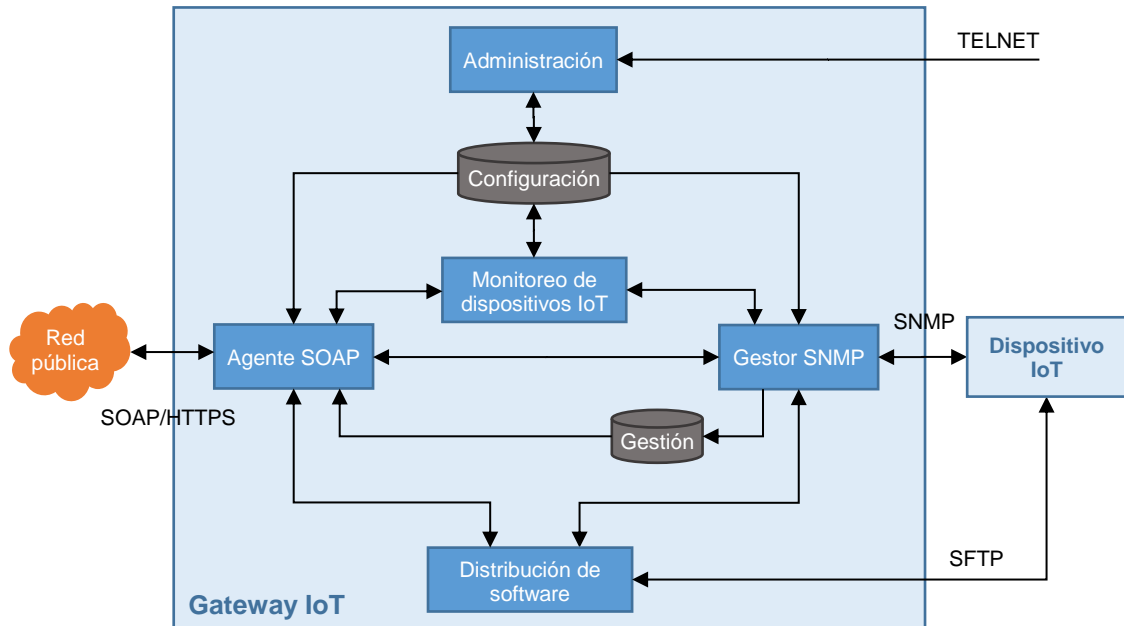 TELNET
Administración
Configuración
Monitoreo de
dispositivos IoT
Red
pública
Agente SOAP
Gestor SNMP
SNMP
Dispositivo
IoT
SOAP/HTTPS
Gestión
Distribución de
software
SFTP
Gateway IoT